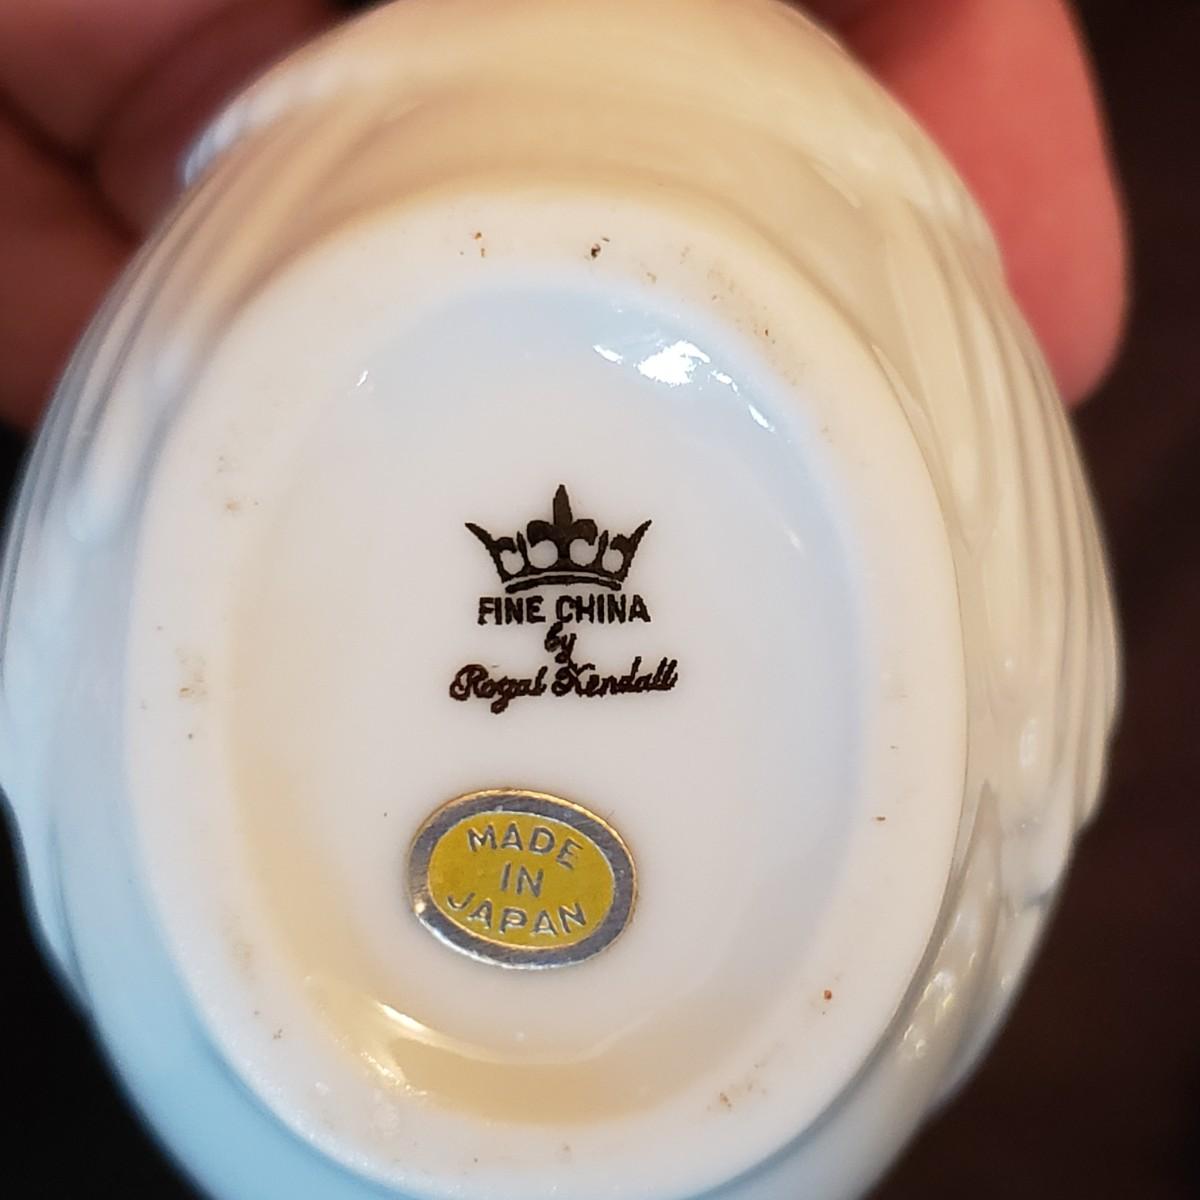 FINE CHINA
by
Royal Kendall
MADE
IN
JAPAN